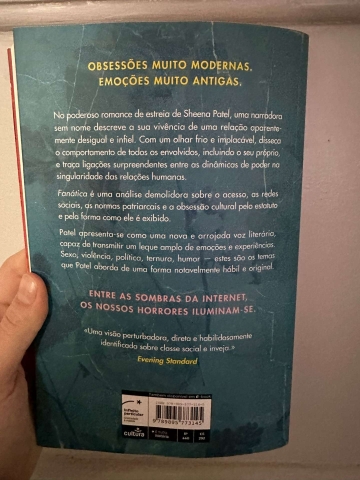 OBSESSÕES MUITO MODERNAS,
EMOÇÕES MUITO ANTIGAS.
No poderoso romance de estreia de Sheena Patel, uma narradora
sem nome descreve a sua vivência de uma relação aparente-
mente desigual e infiel. Com um olhar frio e implacável, disseca
o comportamento de todos os envolvidos, incluindo o seu próprio,
e traça ligações surpreendentes entre as dinâmicas de poder na
singularidade das relações humanas.
Fanática é uma análise demolidora sobre o acesso, as redes
sociais, as normas patriarcais e a obsessão cultural pelo estatuto
e pela forma como ele é exibido.
Patel apresenta-se como uma nova e arrojada voz literária,
capaz de transmitir um leque amplo de emoções e experiências.
Sexo, violência, política, ternura, humor — estes são os temas
que Patel aborda de uma forma notavelmente hábil e original.
ENTRE AS SOMBRAS DA INTERNET,
OS NOSSOS HORRORES ILUMINAM-SE.
«Uma visão perturbadora, direta e habilidosamente
identificada sobre classe social e inveja.»
Evening Standard
infinito
particular
cultura